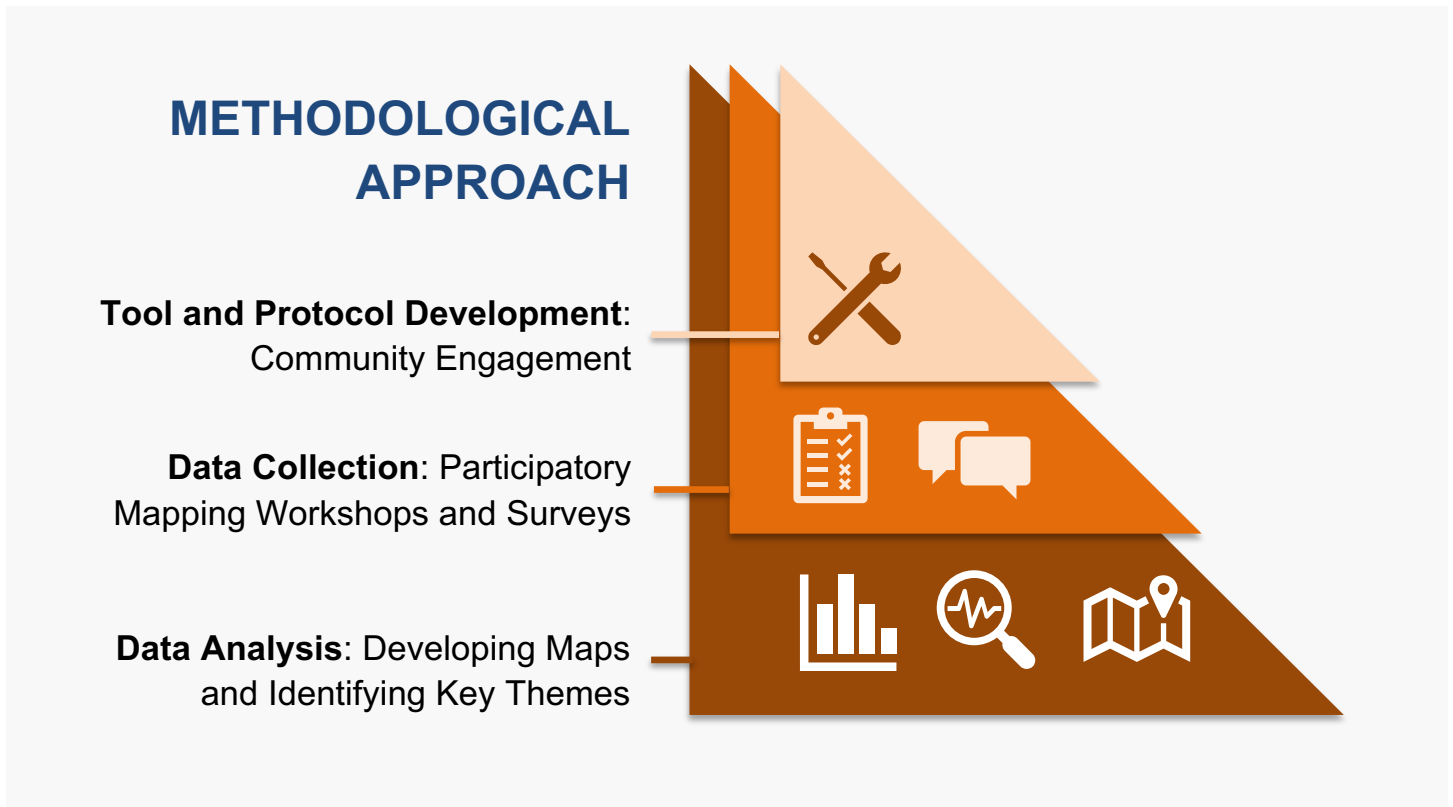 METHODOLOGICAL
APPROACH
Tool and Protocol Development:
Community Engagement
Data Collection: Participatory
Mapping Workshops and Surveys
Data Analysis: Developing Maps
and Identifying Key Themes